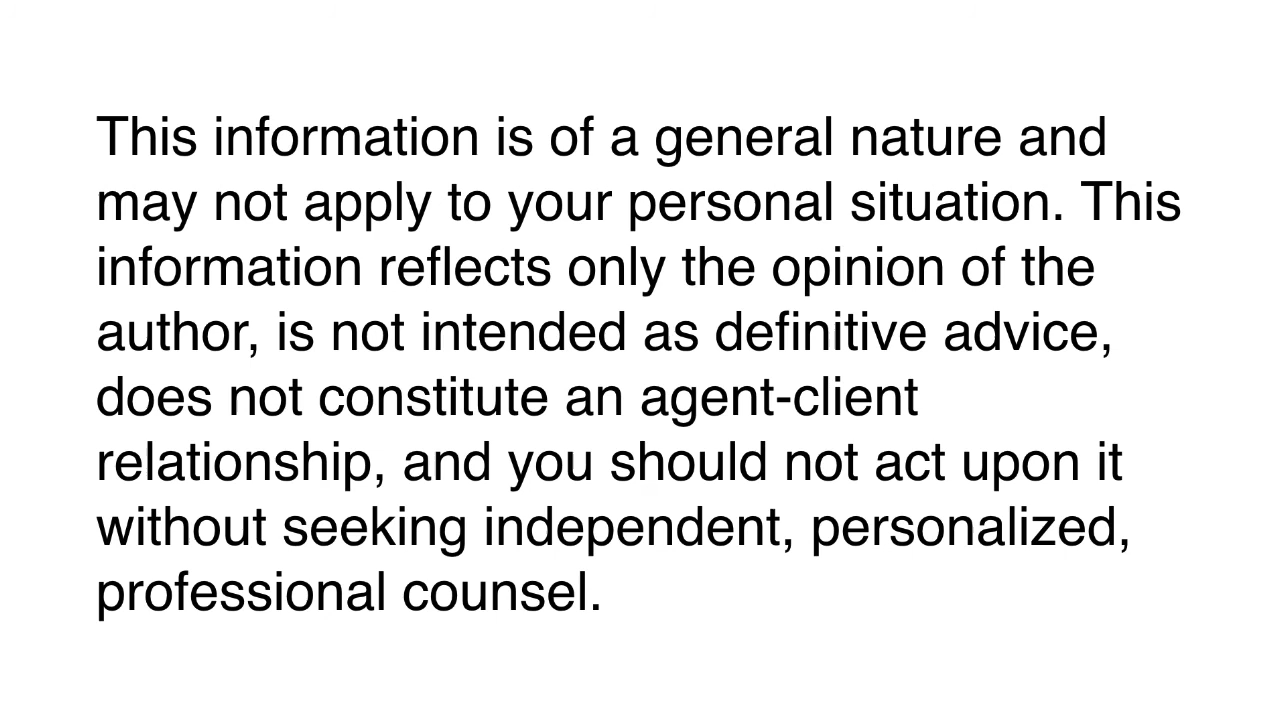 This information is of a general nature and
may not apply to your personal situation. This
information reflects only the opinion of the
author, is not intended as definitive advice,
does not constitute an agent-client
relationship, and you should not act upon it
without seeking independent, personalized,
professional counsel.